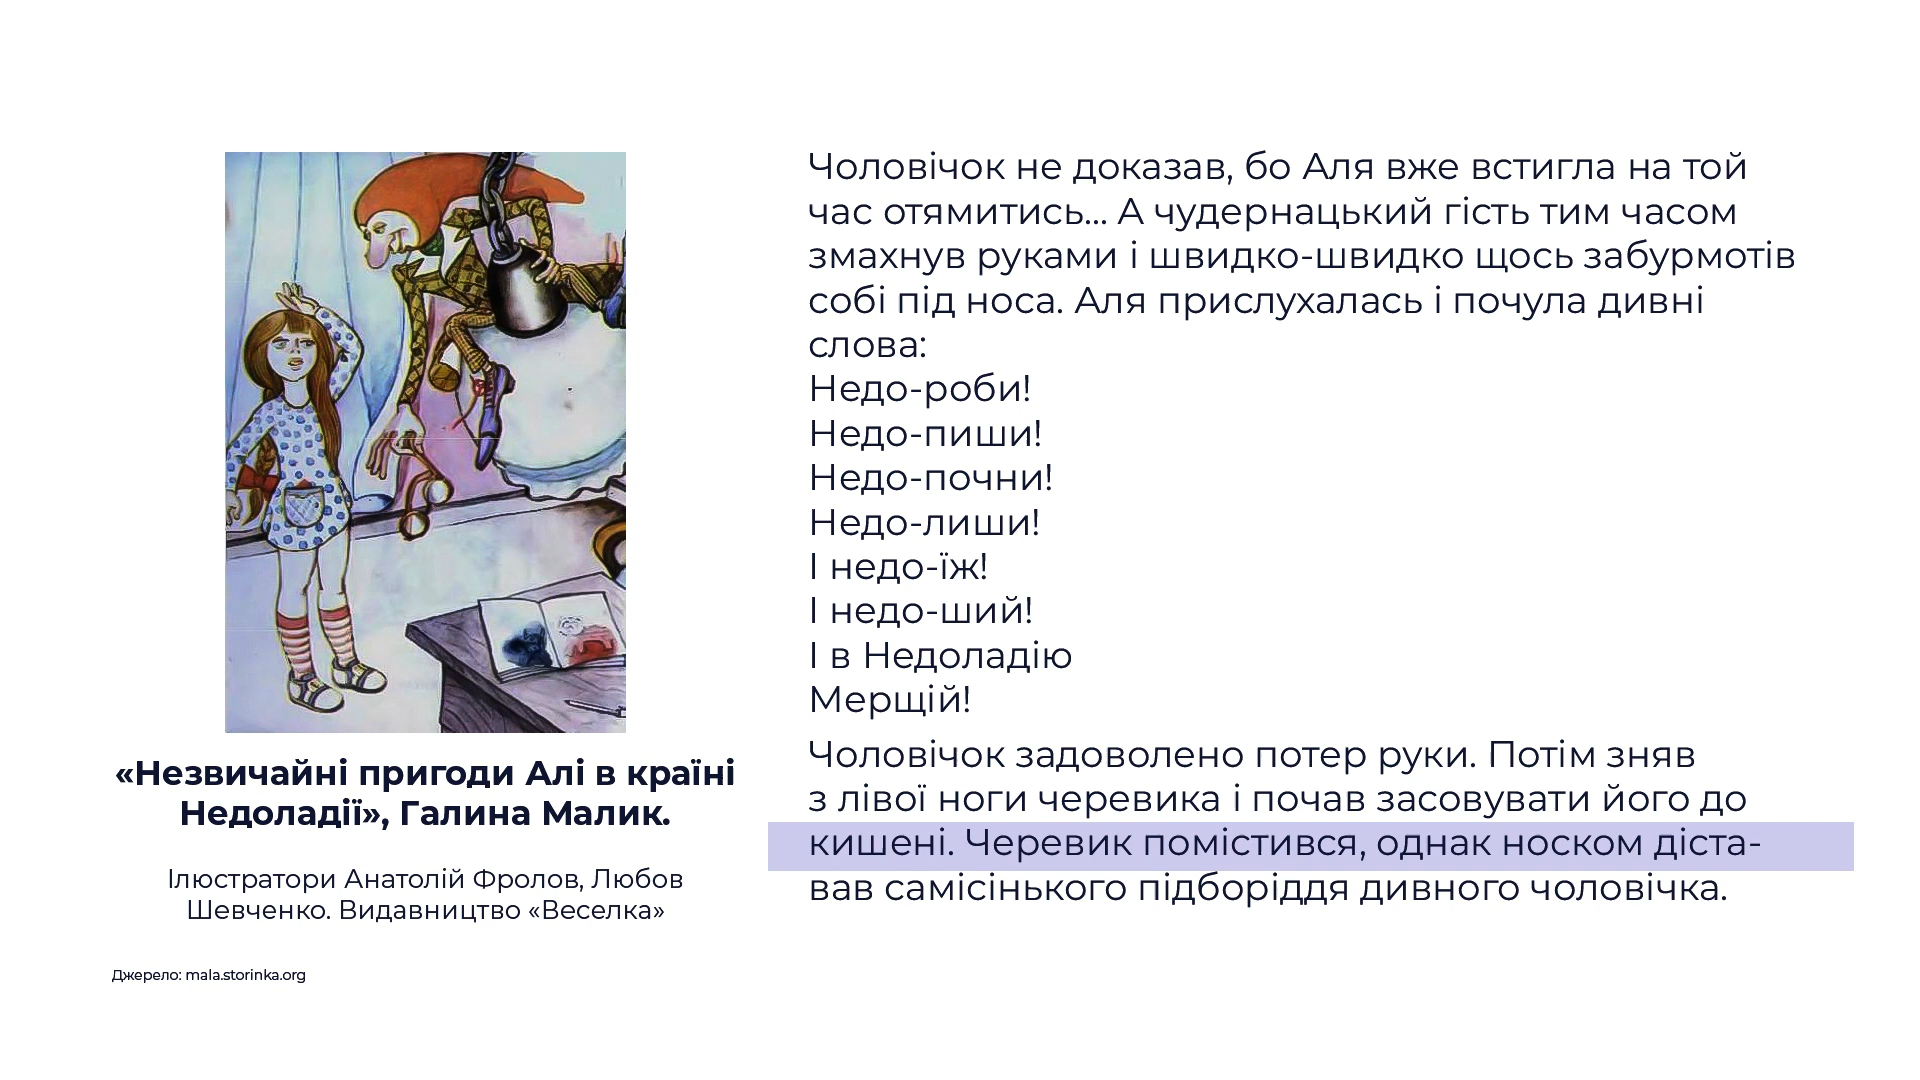 Чоловічок не доказав, бо Аля вже встигла на той
час отямитись... А чудернацький гість тим часом
змахнув руками і швидко-швидко щось забурмотів
собі під носа. Аля прислухалась і почула дивні
слова:
Недо-роби!
Недо-пиши!
Недо-почни!
Недо-лиши!
І недо-їж!
І недо-ший!
І в Недоладію
Мерщій!
Чоловічок задоволено потер руки. Потім зняв
з лівої ноги черевика і почав засовувати його до
кишені. Черевик помістився, однак носком діста-
вав самісінького підборіддя дивного чоловічка.
«Незвичайні пригоди Алі в країні
Недоладії», Галина Малик.
Ілюстратори Анатолій Фролов, Любов
Шевченко. Видавництво «Веселка»
Джерело: mala.storinka.org